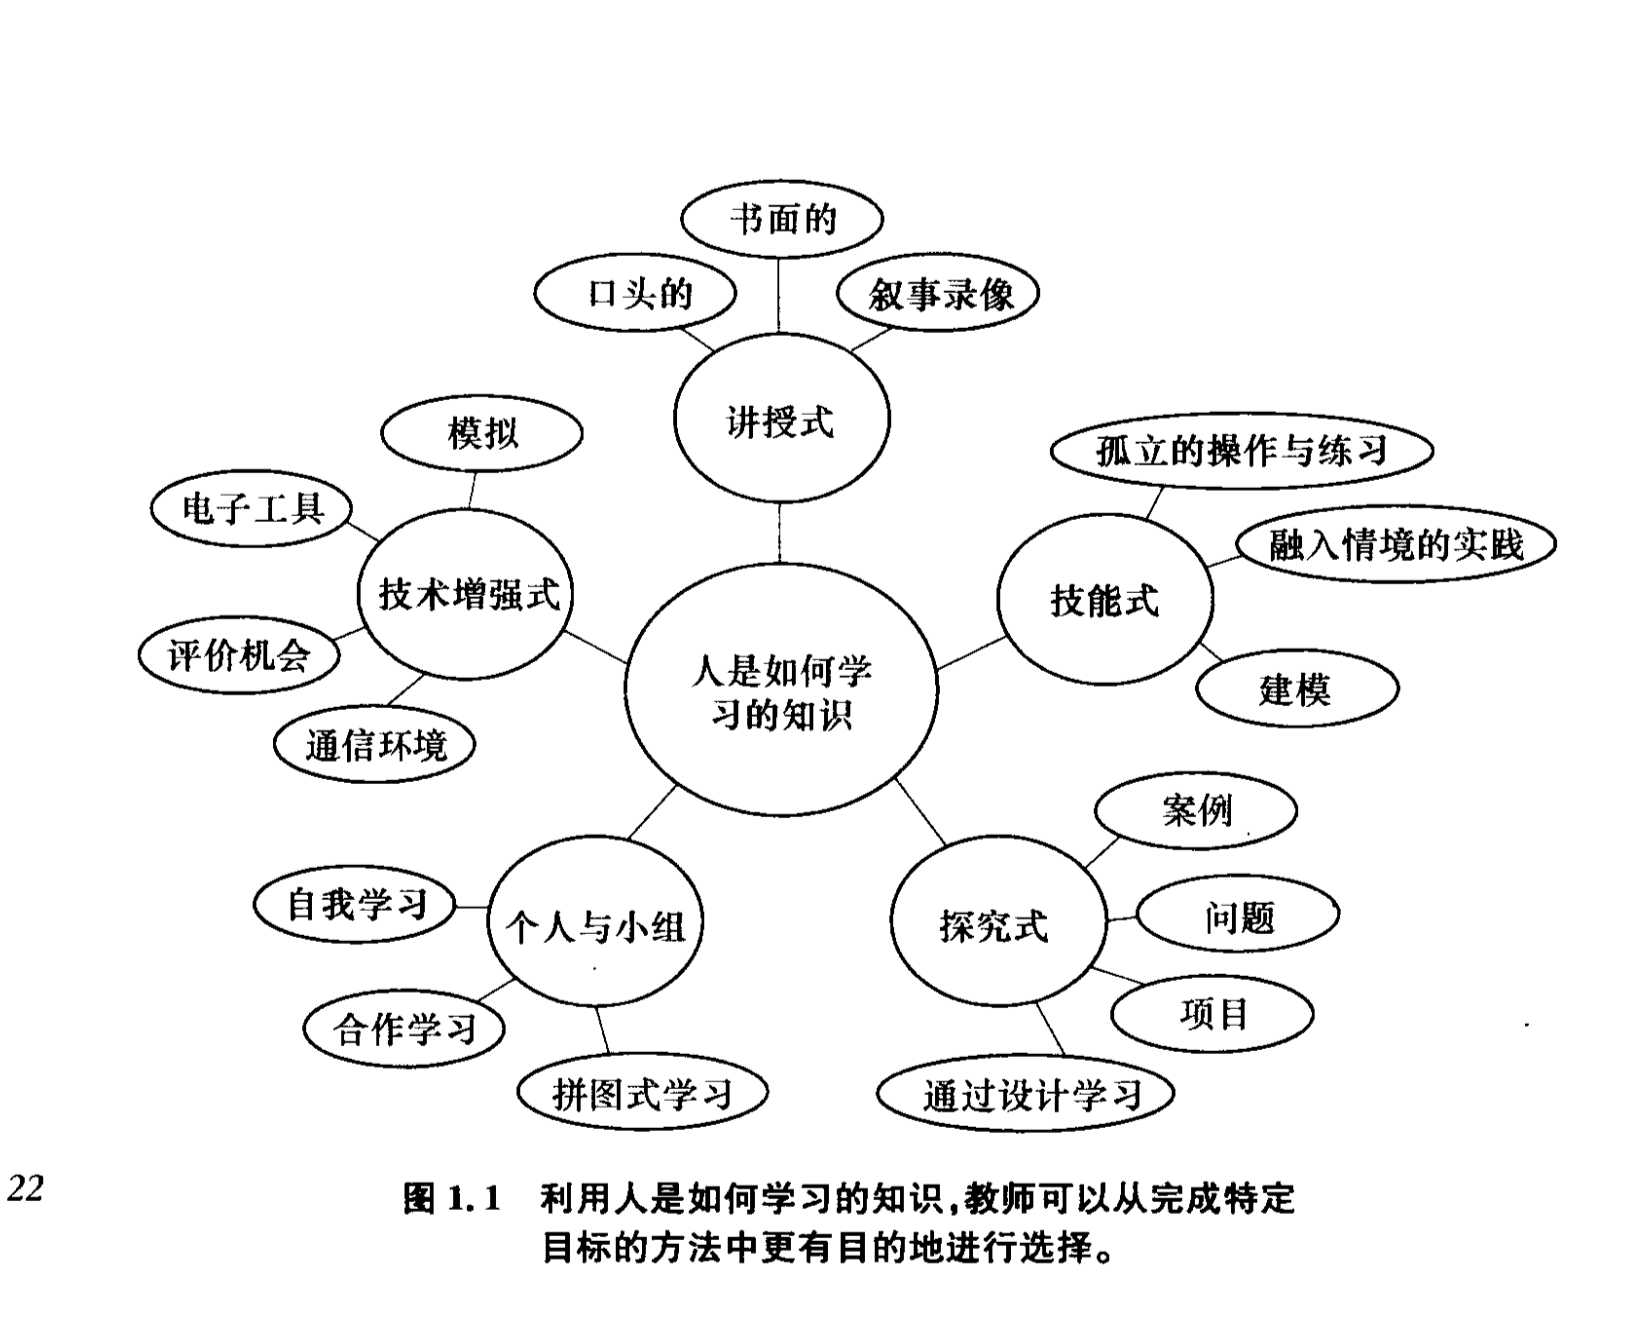 书面的
口头的
叙事录像
讲授式
模拟
孤立的操作与练习
电子工具
融入情境的实践
技术增强式
技能式
评价机会
人是如何学
习的知识
建模
通信环境
案例
自我学习
个人与小组
探究式
问题
合作学习
项目
拼图式学习
通过设计学习
22
图 1.1 利用人是如何学习的知识,教师可以从完成特定
目标的方法中更有目的地进行选择。